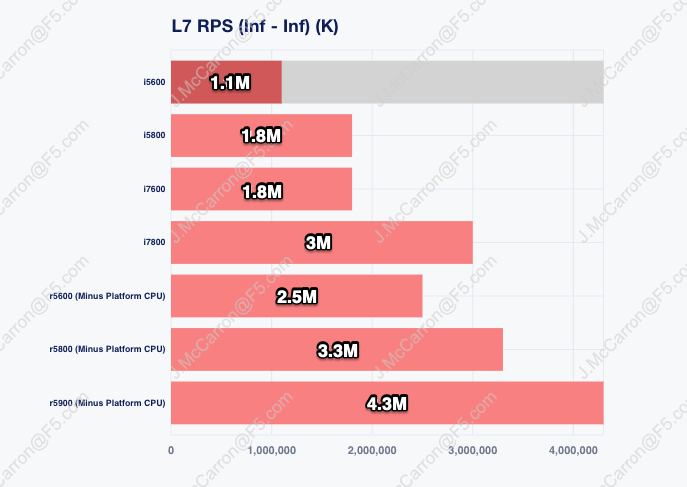 L7 RPS (Inf - Inf) (K)
i5600
1.1M
i5800
1.8M
i7600
1.8M
i7800
3M
r5600 (Minus Platform CPU)
2.5M
r5800 (Minus Platform CPU)
3.3M
r5900 (Minus Platform CPU)
4.3M
0 1,000,000 2,000,000 3,000,000 4,000,000
J.McCarron@F5.com